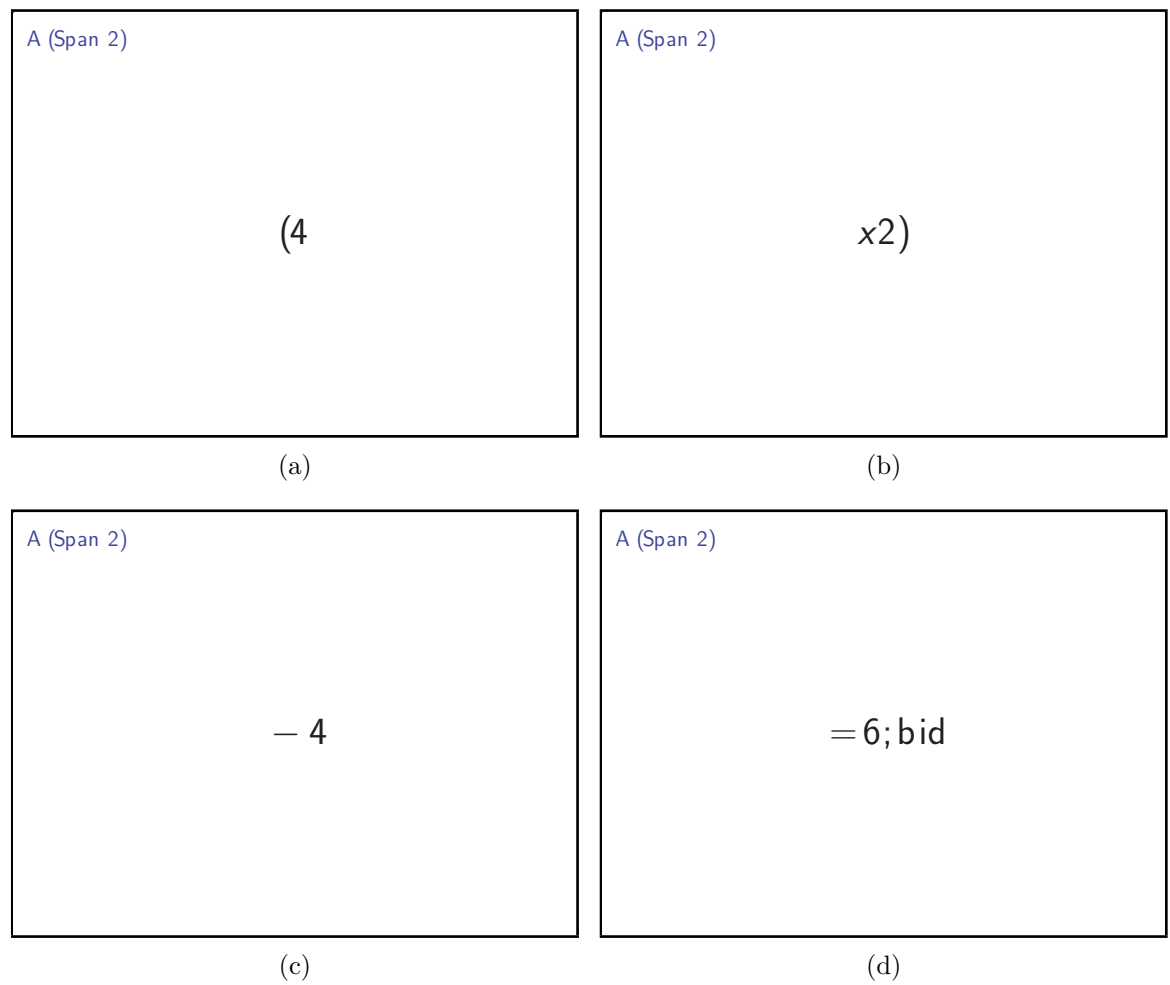 A (Span 2)
(4
(a)
A (Span 2)
x2)
(b)
A (Span 2)
– 4
(c)
A (Span 2)
=6;bid
(d)